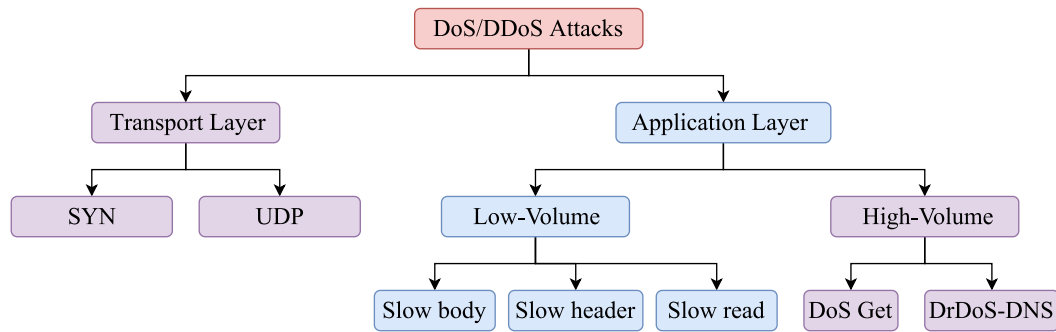 DoS/DDoS Attacks
Transport Layer
Application Layer
SYN
UDP
Low-Volume
High-Volume
Slow body
Slow header
Slow read
DoS Get
DrDoS-DNS